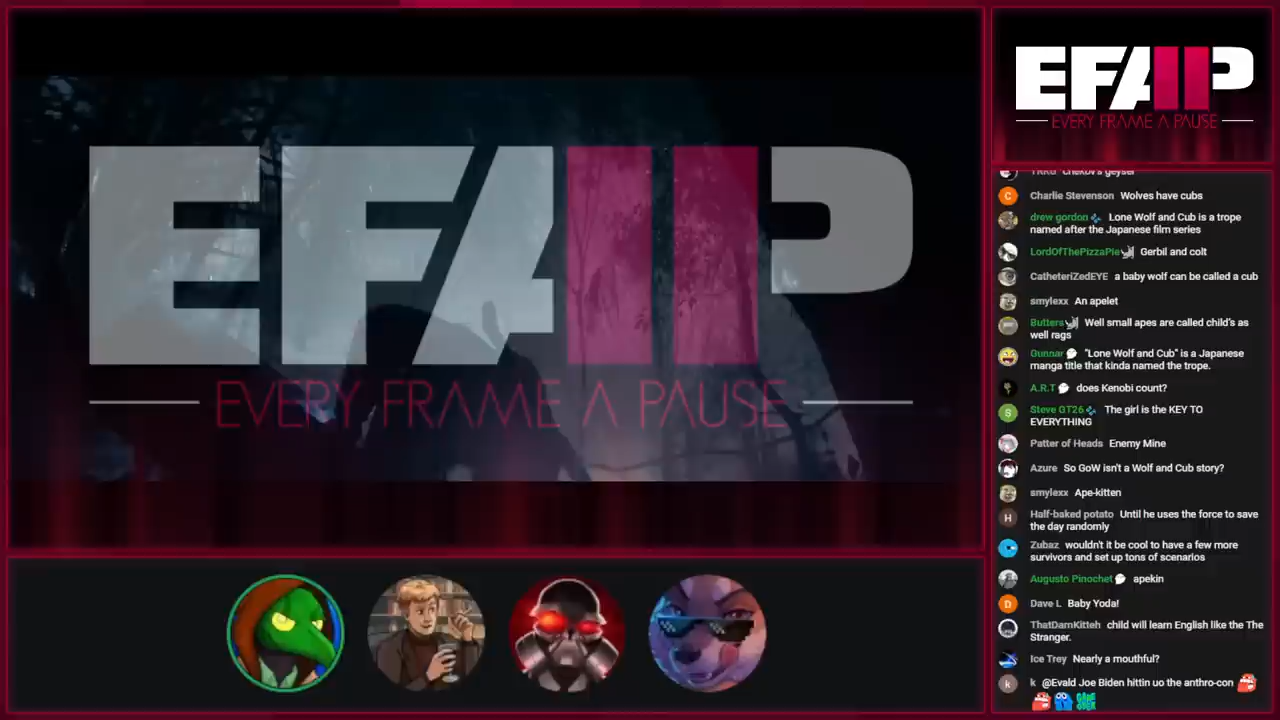 EFAP
EVERY FRAME A PAUSE
EFAP
EVERY FRAME A PAUSE
TRRG Chekov's geyser
Charlie Stevenson Wolves have cubs
drew gordon Lone Wolf and Cub is a trope
named after the Japanese film series
LordOfThePizzaPie Gerbil and colt
CatheteriZedEYE a baby wolf can be called a cub
smylexx An apelet
Butters Well small apes are called child's as
well rags
Gunnar "Lone Wolf and Cub" is a Japanese
manga title that kinda named the trope.
A.R.T does Kenobi count?
Steve GT26 The girl is the KEY TO
EVERYTHING
Patter of Heads Enemy Mine
Azure So GoW isn't a Wolf and Cub story?
smylexx Ape-kitten
Half-baked potato Until he uses the force to save
the day randomly
Zubaz wouldn't it be cool to have a few more
survivors and set up tons of scenarios
Augusto Pinochet apekin
Dave L Baby Yoda!
ThatDarnKitteh child will learn English like the The
Stranger.
Ice Trey Nearly a mouthful?
k @Evald Joe Biden hittin uo the anthro-con